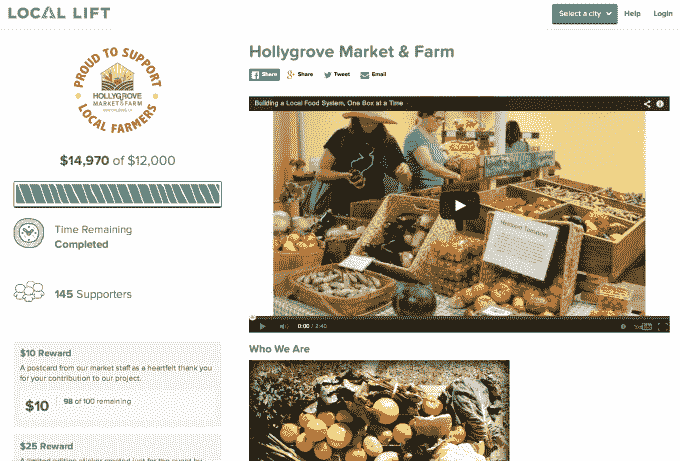 LOCAL LIFT
Select a city
Help
Login
PROUD TO SUPPORT
HOLLYGROVE
MARKET & FARM
LOCAL FARMERS
$14,970 of $12,000
Time Remaining
Completed
145 Supporters
$10 Reward
A postcard from our market staff as a heartfelt thank you
for your contribution to our project.
$10
98 of 100 remaining
$25 Reward
Hollygrove Market & Farm
Share
Share
Tweet
Email
Building a Local Food System, One Box at a Time
Heirloom Tomatoes
0:00 / 2:40
Who We Are